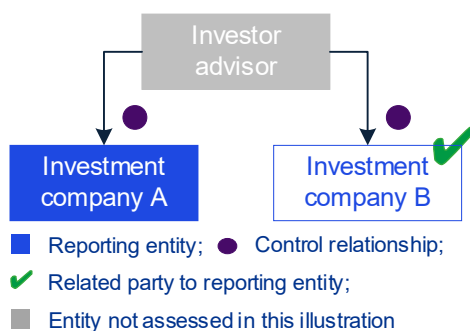 Investor
advisor
Investment
company A
Investment
company B
Reporting entity; Control relationship;
Related party to reporting entity;
Entity not assessed in this illustration